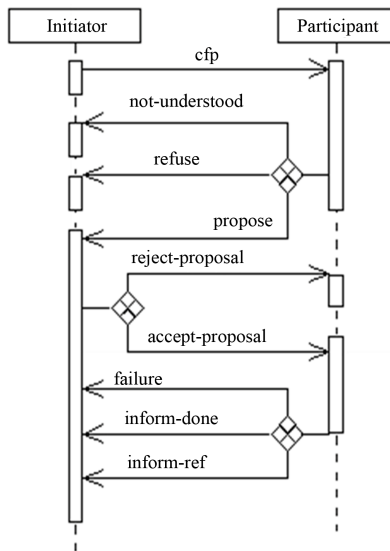 Initiator
Participant
cfp
not-understood
refuse
propose
reject-proposal
accept-proposal
failure
inform-done
inform-ref